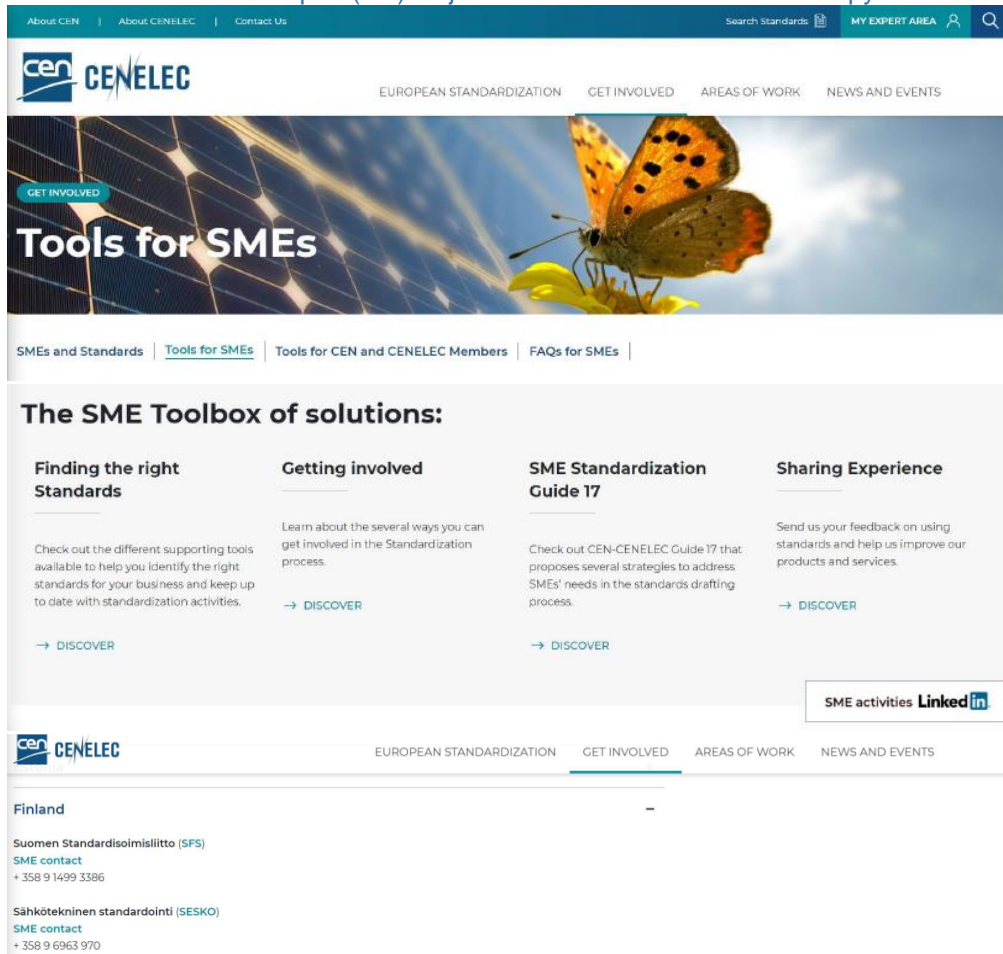 About CEN | About CENELEC | Contact Us
Search Standards
MY EXPERT AREA
cen CENELEC
EUROPEAN STANDARDIZATION GET INVOLVED AREAS OF WORK NEWS AND EVENTS
GET INVOLVED
Tools for SMEs
SMEs and Standards | Tools for SMEs | Tools for CEN and CENELEC Members | FAQs for SMEs |
The SME Toolbox of solutions:
Finding the right
Standards
Check out the different supporting tools
available to help you identify the right
standards for your business and keep up
to date with standardization activities.
→ DISCOVER
Getting involved
Learn about the several ways you can
get involved in the Standardization
process.
→ DISCOVER
SME Standardization
Guide 17
Check out CEN-CENELEC Guide 17 that
proposes several strategies to address
SMEs' needs in the standards drafting
process.
→ DISCOVER
Sharing Experience
Send us your feedback on using
standards and help us improve our
products and services.
→ DISCOVER
SME activities Linked in
cen CENELEC
EUROPEAN STANDARDIZATION GET INVOLVED AREAS OF WORK NEWS AND EVENTS
Finland –
Suomen Standardisoimisliitto (SFS)
SME contact
+ 358 9 1499 3386
Sähkötekninen standardointi (SESKO)
SME contact
+ 358 9 6963 970